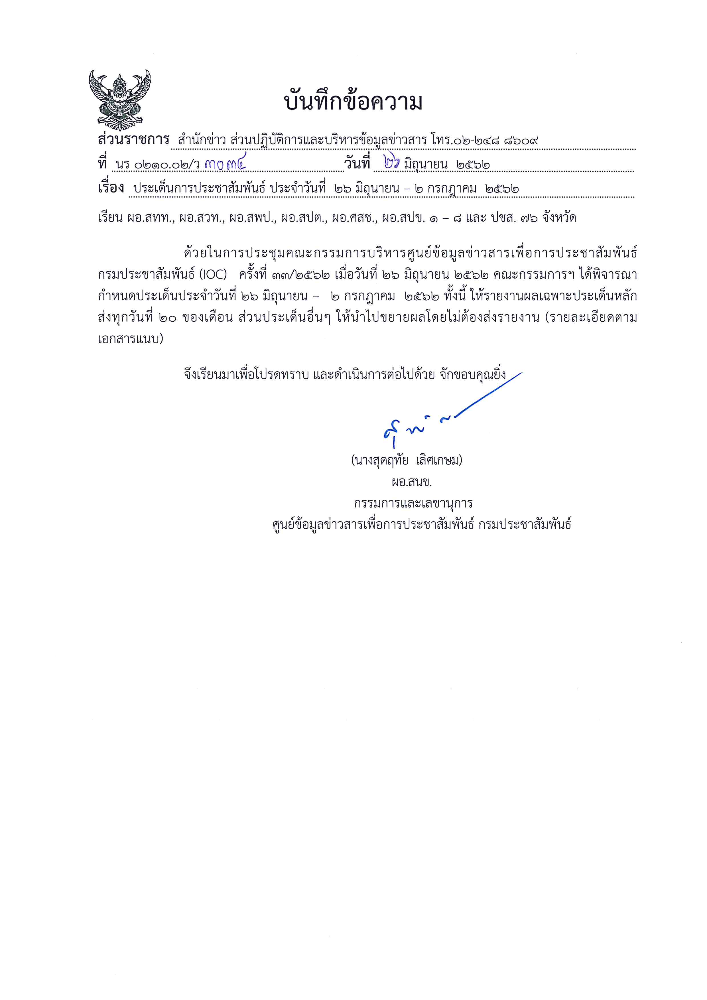 บันทึกข้อความ
ส่วนราชการ สำนักข่าว ส่วนปฏิบัติการและบริหารข้อมูลข่าวสาร โทร.๐๒-๒๔๘ ๘๖๐๙
ที่ นร ๐๒๑๐.๐๒/ว ๓๐๓๔ วันที่ ๒๖ มิถุนายน ๒๕๖๒
เรื่อง ประเด็นการประชาสัมพันธ์ ประจำวันที่ ๒๖ มิถุนายน – ๒ กรกฎาคม ๒๕๖๒
เรียน ผอ.สทท., ผอ.สวท., ผอ.สพป., ผอ.สปต., ผอ.ศสช., ผอ.สปข. ๑ – ๘ และ ปชส. ๗๖ จังหวัด
ด้วยในการประชุมคณะกรรมการบริหารศูนย์ข้อมูลข่าวสารเพื่อการประชาสัมพันธ์
กรมประชาสัมพันธ์ (IOC) ครั้งที่ ๓๓/๒๕๖๒ เมื่อวันที่ ๒๖ มิถุนายน ๒๕๖๒ คณะกรรมการฯ ได้พิจารณา
กำหนดประเด็นประจำวันที่ ๒๖ มิถุนายน – ๒ กรกฎาคม ๒๕๖๒ ทั้งนี้ ให้รายงานผลเฉพาะประเด็นหลัก
ส่งทุกวันที่ ๒๐ ของเดือน ส่วนประเด็นอื่นๆ ให้นำไปขยายผลโดยไม่ต้องส่งรายงาน (รายละเอียดตาม
เอกสารแนบ)
จึงเรียนมาเพื่อโปรดทราบ และดำเนินการต่อไปด้วย จักขอบคุณยิ่ง
(นางสุดฤทัย เลิศเกษม)
ผอ.สนข.
กรรมการและเลขานุการ
ศูนย์ข้อมูลข่าวสารเพื่อการประชาสัมพันธ์ กรมประชาสัมพันธ์